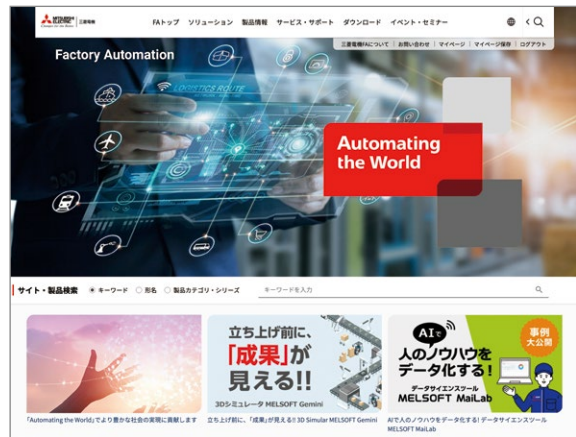 MITSUBISHI ELECTRIC
Changes for the Better
三菱電機
FAトップ ソリューション 製品情報 サービス・サポート ダウンロード イベント・セミナー
三菱電機FAについて お問い合わせ マイページ マイページ保存 ログアウト
Factory Automation
LOGISTICS ROUTE
Automating
the World
サイト・製品検索 キーワード 形名 製品カテゴリ・シリーズ キーワードを入力
立ち上げ前に、
「成果」が
見える!!
3Dシミュレータ MELSOFT Gemini
AIで
人のノウハウを
データ化する!
データサイエンスツール
MELSOFT MaiLab
事例
大公開
「Automating the World」でより豊かな社会の実現に貢献します
立ち上げ前に、「成果」が見える!! 3D Simular MELSOFT Gemini
AIで人のノウハウをデータ化する! データサイエンスツール
MELSOFT MaiLab